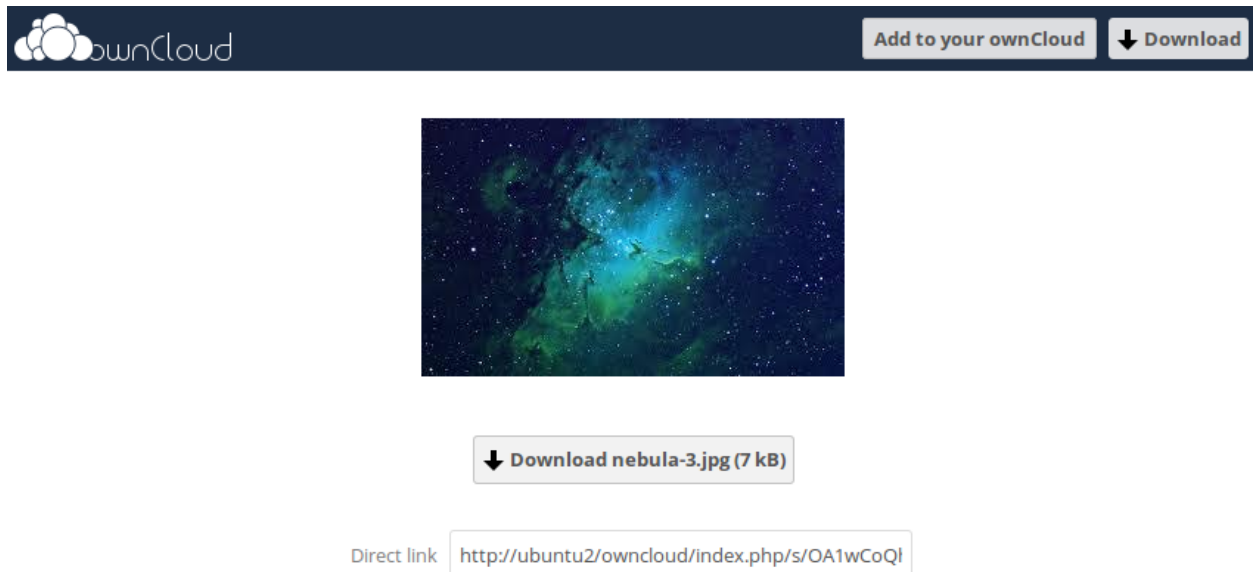 ownCloud
Add to your ownCloud
Download
Download nebula-3.jpg (7 kB)
Direct link
http://ubuntu2/owncloud/index.php/s/OA1wCoQ